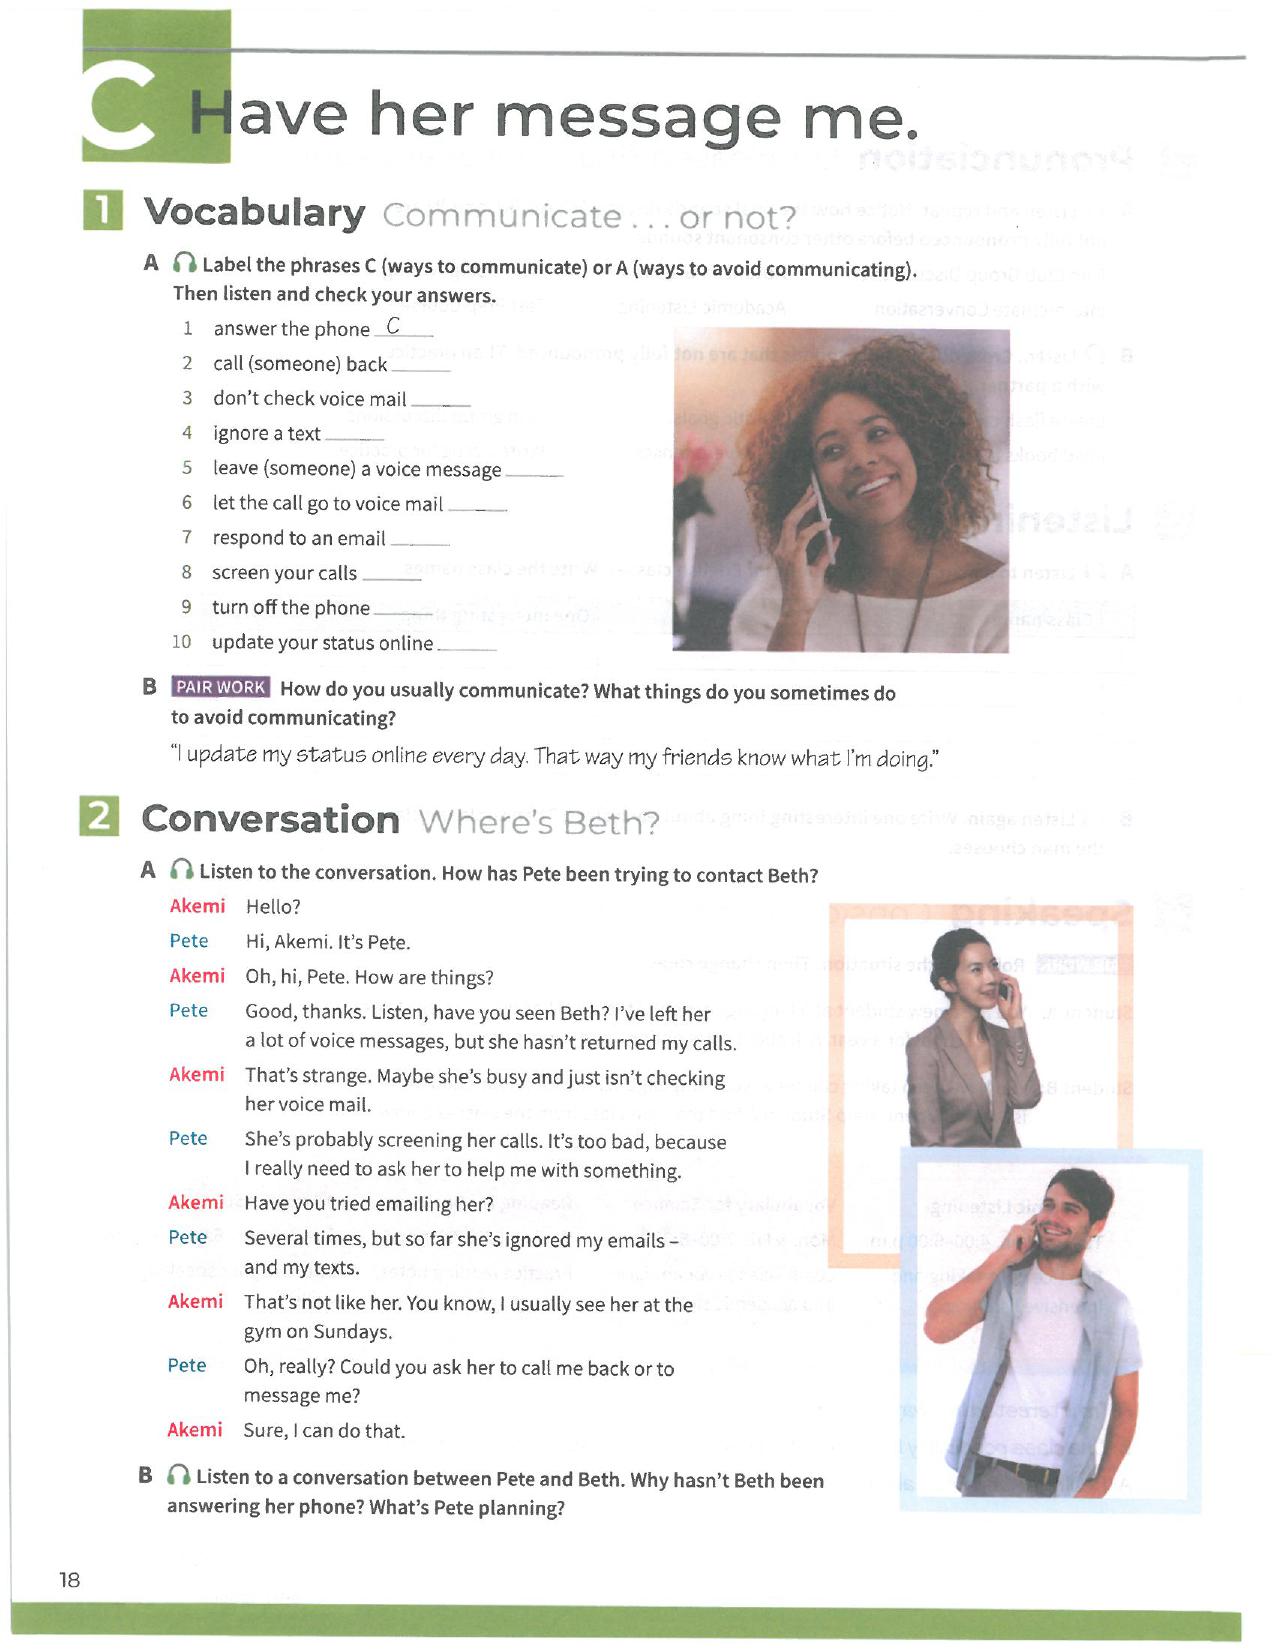 C Have her message me.
1 Vocabulary Communicate ... or not?
A Label the phrases C (ways to communicate) or A (ways to avoid communicating).
Then listen and check your answers.
1 answer the phone C
2 call (someone) back
3 don't check voice mail
4 ignore a text
5 leave (someone) a voice message
6 let the call go to voice mail
7 respond to an email
8 screen your calls
9 turn off the phone
10 update your status online
B PAIR WORK How do you usually communicate? What things do you sometimes do
to avoid communicating?
"I update my status online every day. That way my friends know what I'm doing."
2 Conversation Where's Beth?
A Listen to the conversation. How has Pete been trying to contact Beth?
Akemi Hello?
Pete Hi, Akemi. It's Pete.
Akemi Oh, hi, Pete. How are things?
Pete Good, thanks. Listen, have you seen Beth? I've left her
a lot of voice messages, but she hasn't returned my calls.
Akemi That's strange. Maybe she's busy and just isn't checking
her voice mail.
Pete She's probably screening her calls. It's too bad, because
I really need to ask her to help me with something.
Akemi Have you tried emailing her?
Pete Several times, but so far she's ignored my emails –
and my texts.
Akemi That's not like her. You know, I usually see her at the
gym on Sundays.
Pete Oh, really? Could you ask her to call me back or to
message me?
Akemi Sure, I can do that.
B Listen to a conversation between Pete and Beth. Why hasn't Beth been
answering her phone? What's Pete planning?
18